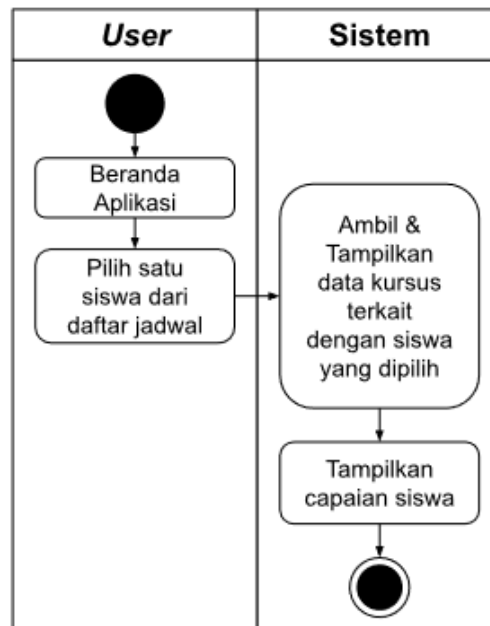 User
Sistem
Beranda
Aplikasi
Pilih satu
siswa dari
daftar jadwal
Ambil &
Tampilkan
data kursus
terkait
dengan siswa
yang dipilih
Tampilkan
capaian siswa